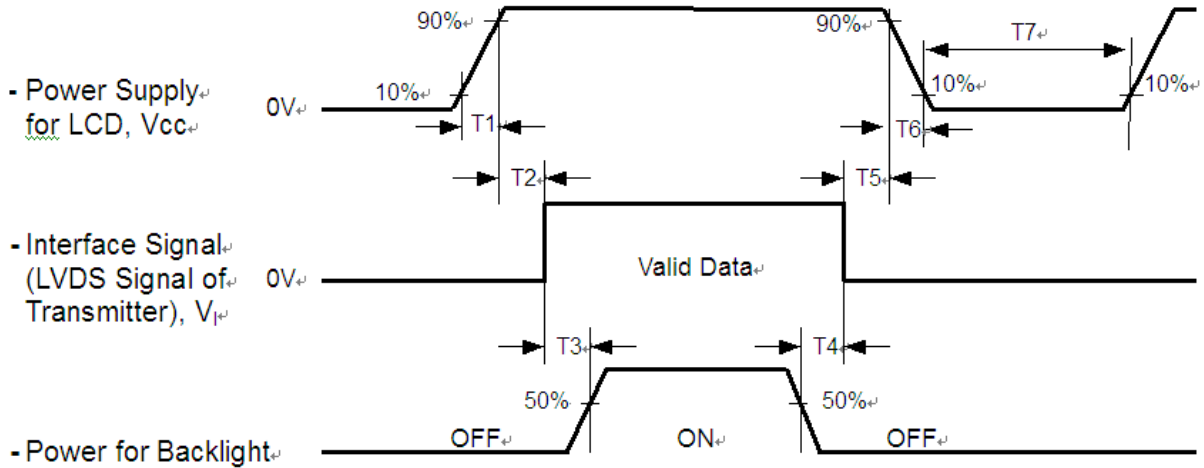 90%↵
90%↵
T7↵
- Power Supply↵
for LCD, Vcc↵
0V↵
10%↵
10%↵
10%↵
T1↵
T6↵
T2↵
T5↵
- Interface Signal↵
(LVDS Signal of↵
Transmitter), VI↵
0V↵
Valid Data↵
T3↵
T4↵
50%
50%↵
- Power for Backlight↵
OFF↵
ON↵
OFF↵